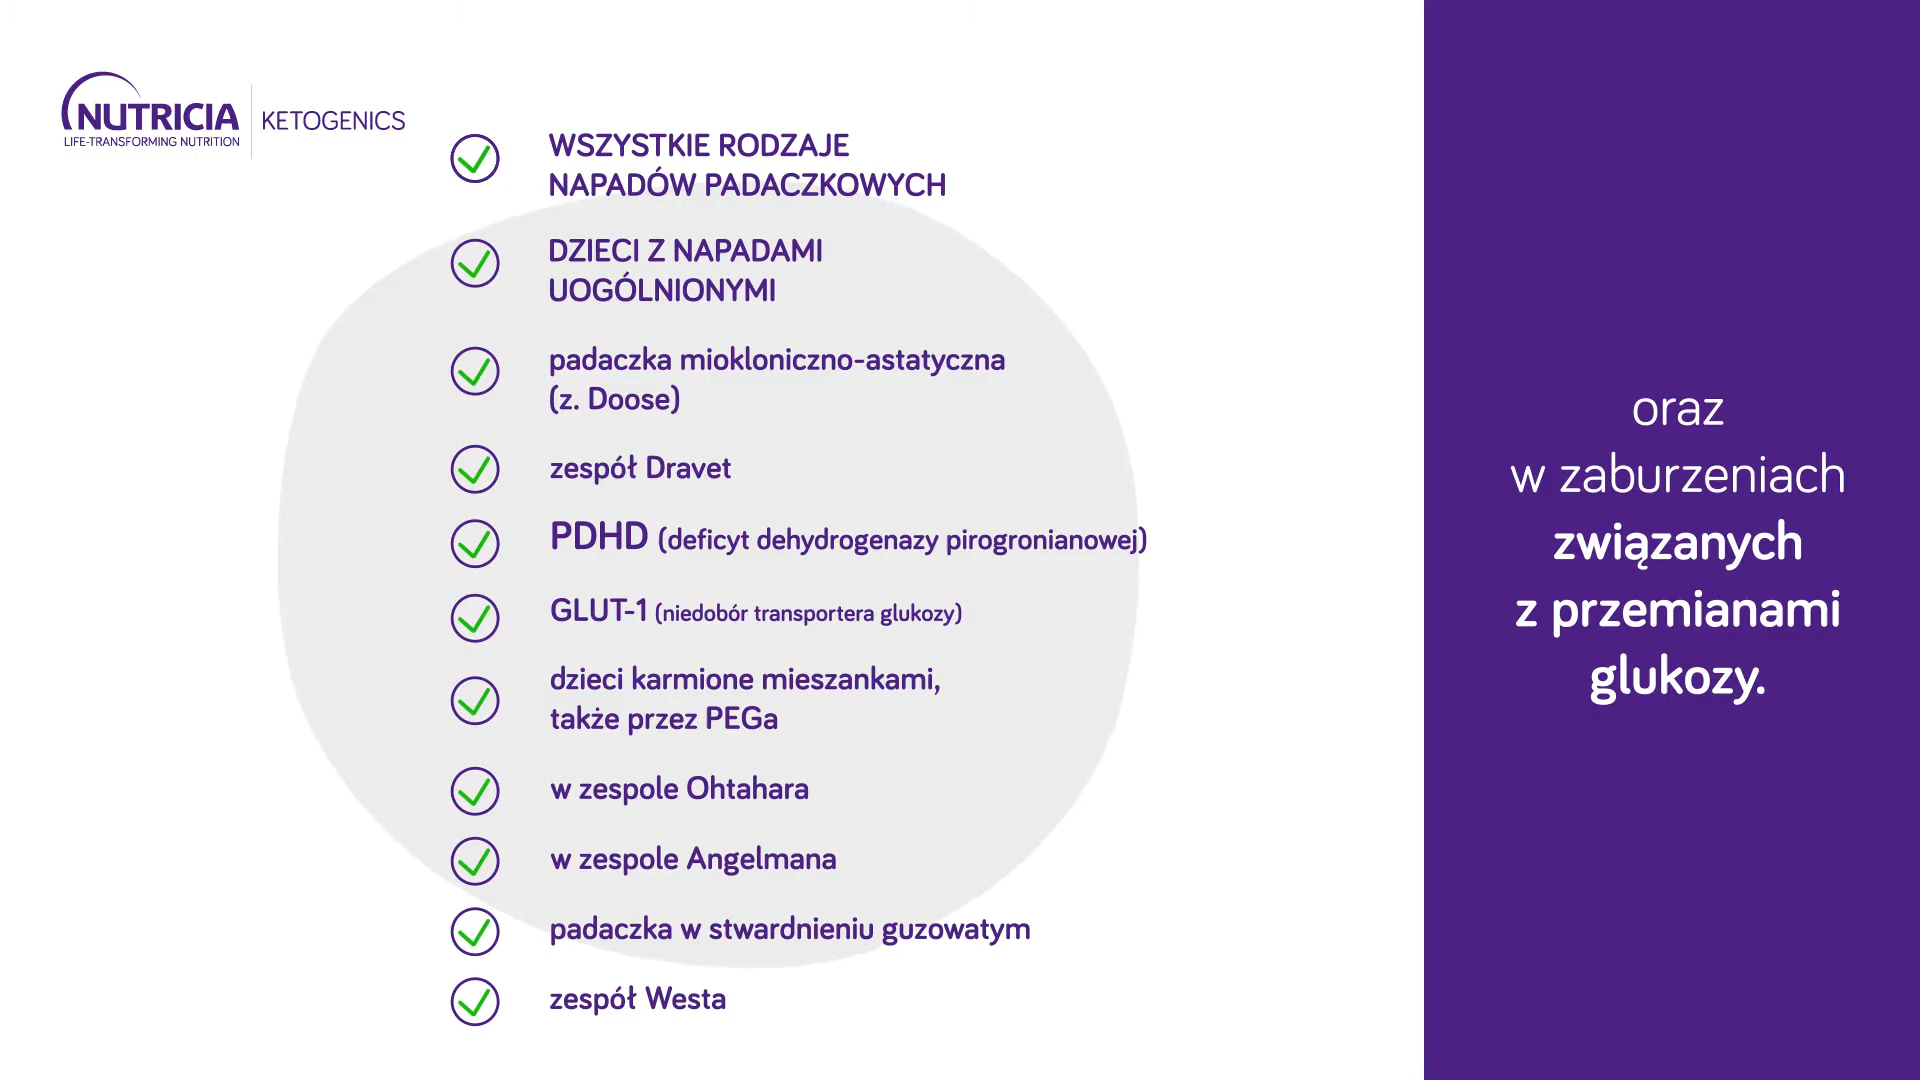 NUTRICIA
LIFE-TRANSFORMING NUTRITION
KETOGENICS
WSZYSTKIE RODZAJE
NAPADÓW PADACZKOWYCH
DZIECI Z NAPADAMI
UOGÓLNIONYMI
padaczka miokloniczno-astatyczna
(z. Doose)
zespół Dravet
PDHD (deficyt dehydrogenazy pirogronianowej)
GLUT-1 (niedobór transportera glukozy)
dzieci karmione mieszankami,
także przez PEGa
w zespole Ohtahara
w zespole Angelmana
padaczka w stwardnieniu guzowatym
zespół Westa
oraz
w zaburzeniach
związanych
z przemianami
glukozy.